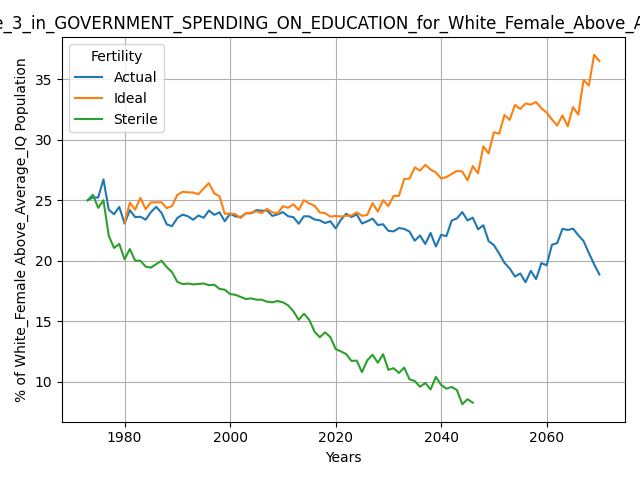 e_3_in_GOVERNMENT_SPENDING_ON_EDUCATION_for_White_Female_Above_A
Fertility
Actual
Ideal
Sterile
% of White_Female Above_Average_IQ Population
35
30
25
20
15
10
1980
2000
2020
2040
2060
Years